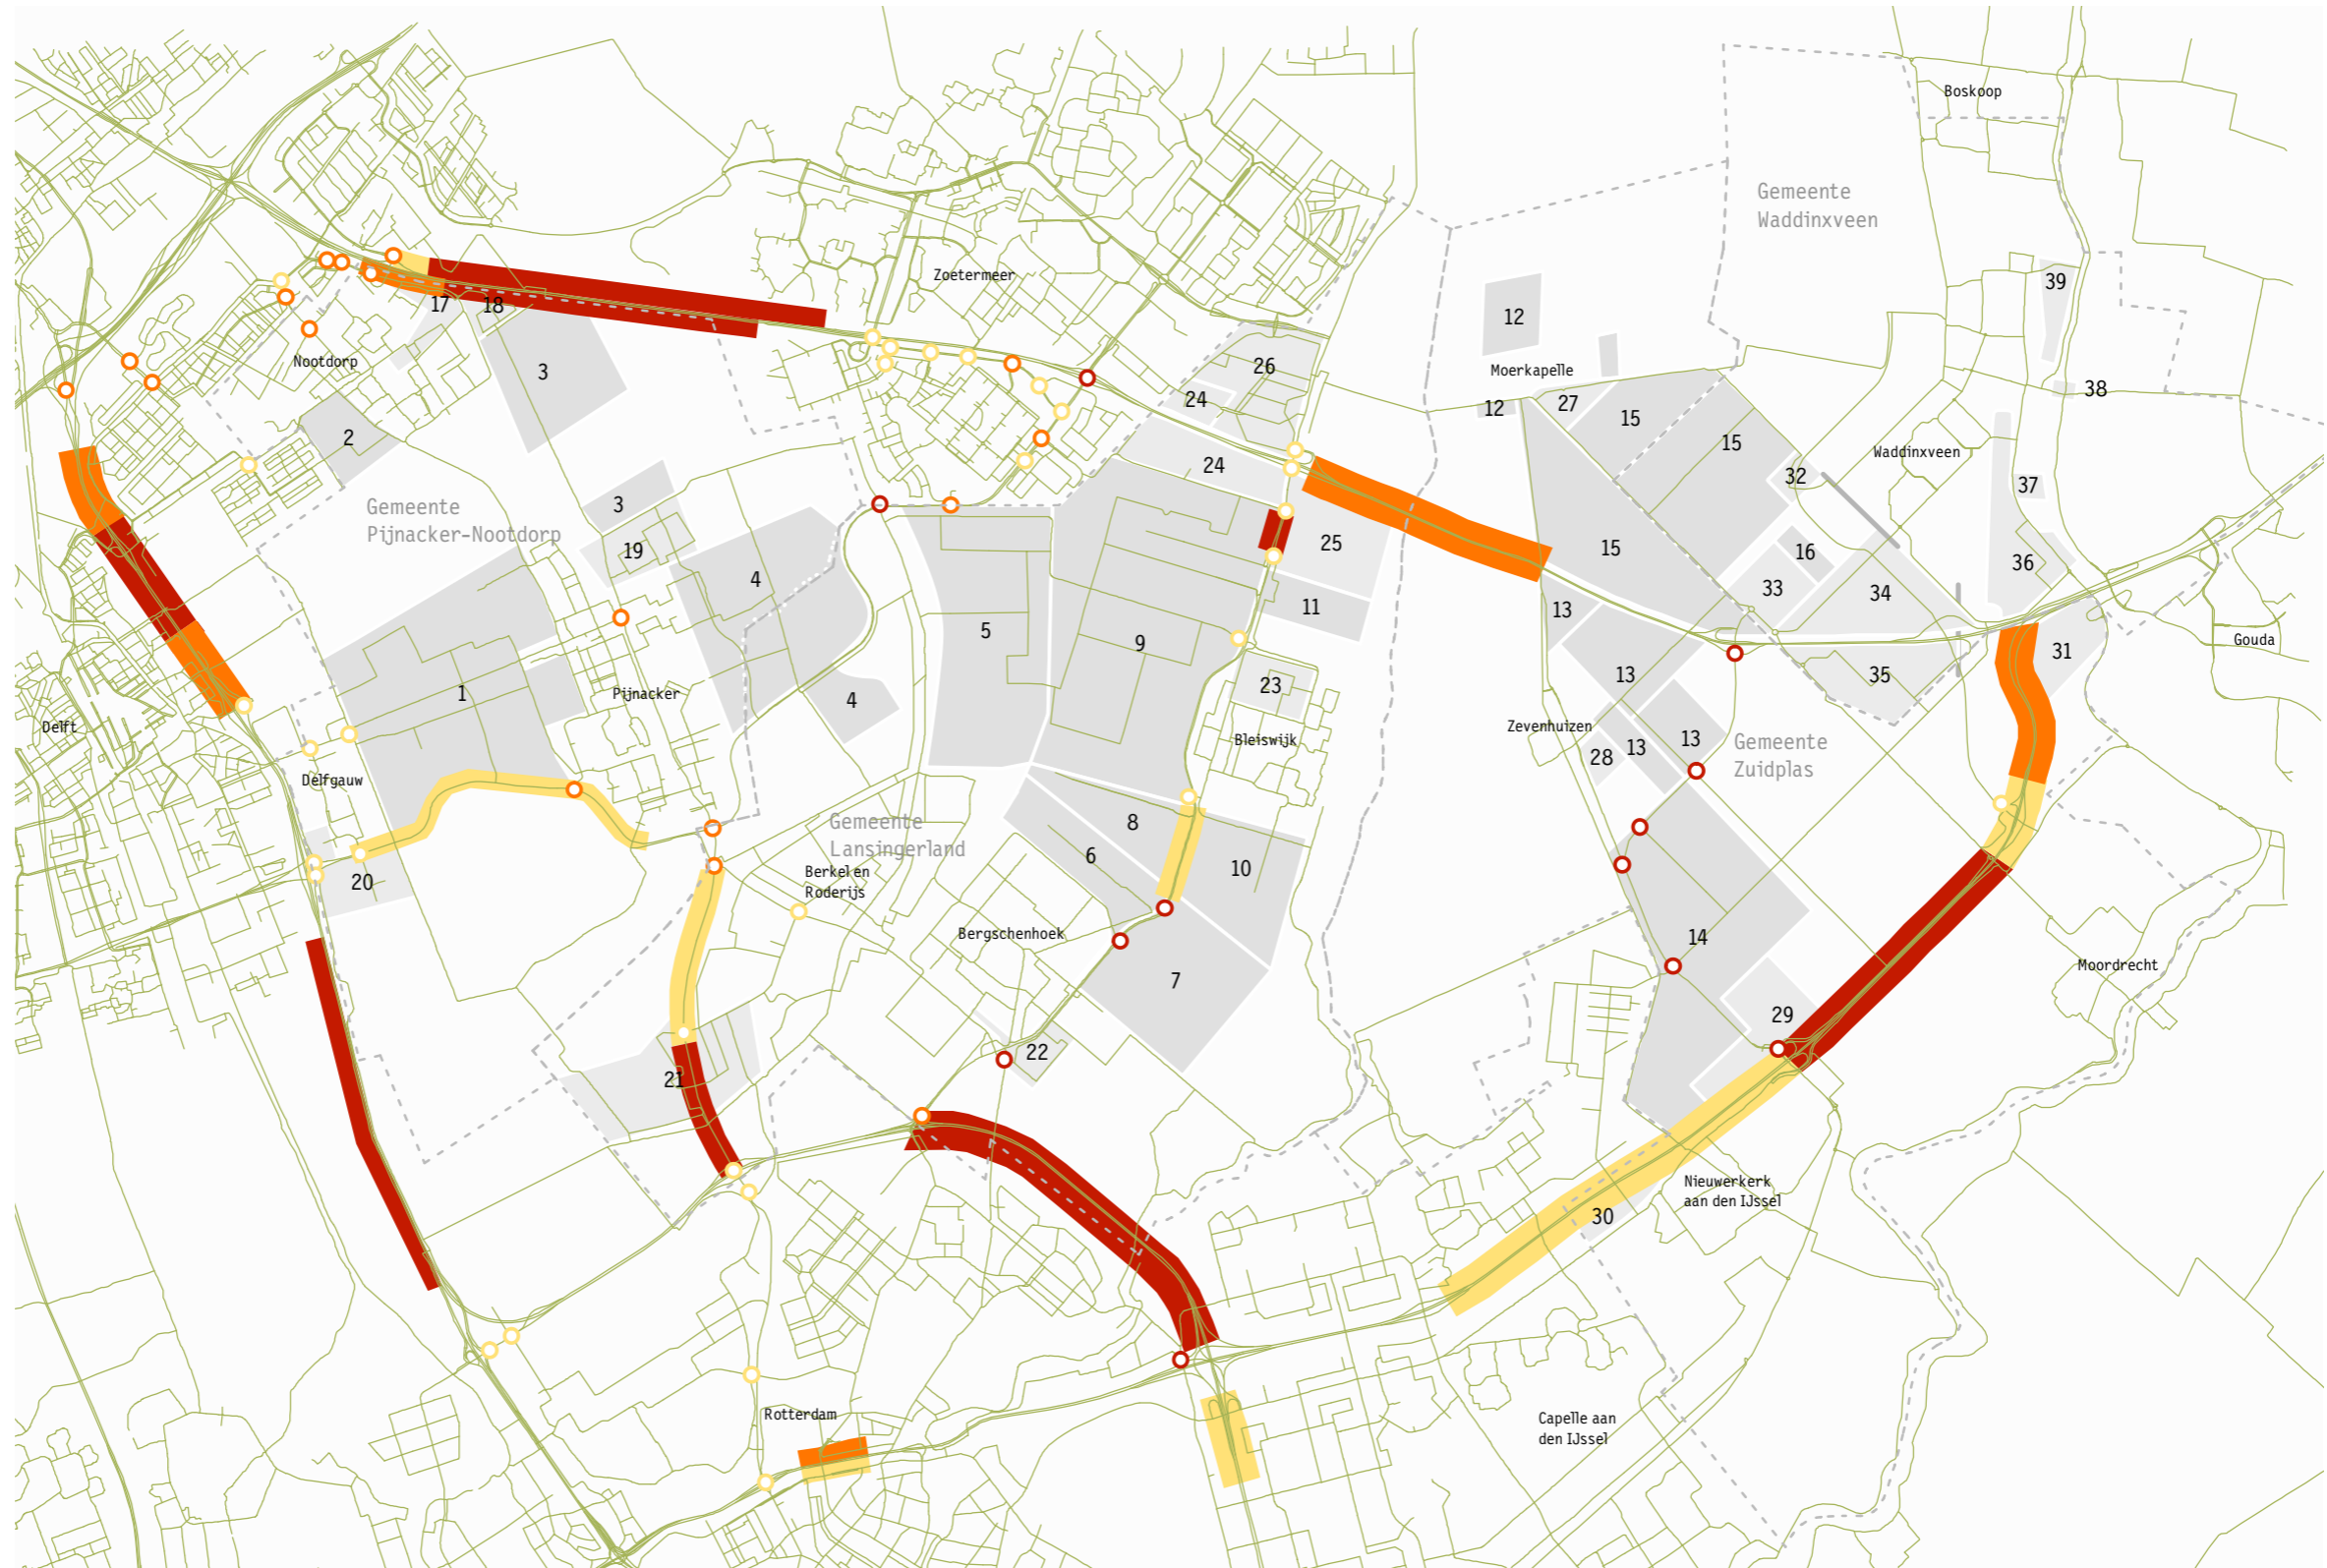 Boskoop
Gemeente
Waddinxveen
Zoetermeer
39
17
18
12
Nootdorp
3
26
Moerkapelle
38
24
12
27
15
2
15
Waddinxveen
24
32
37
Gemeente
Pijnacker-Nootdorp
3
19
25
15
16
36
4
33
34
11
13
5
9
Gouda
31
1
Pijnacker
4
23
13
35
Delft
Bleiswijk
Zevenhuizen
13
13
28
Gemeente
Zuidplas
Delfgauw
Gemeente
Lansingerland
8
6
10
Berkel en
Roderijs
20
Bergschenhoek
14
7
Moordrecht
29
22
21
Nieuwerkerk
aan den IJssel
30
Rotterdam
Capelle aan
den IJssel